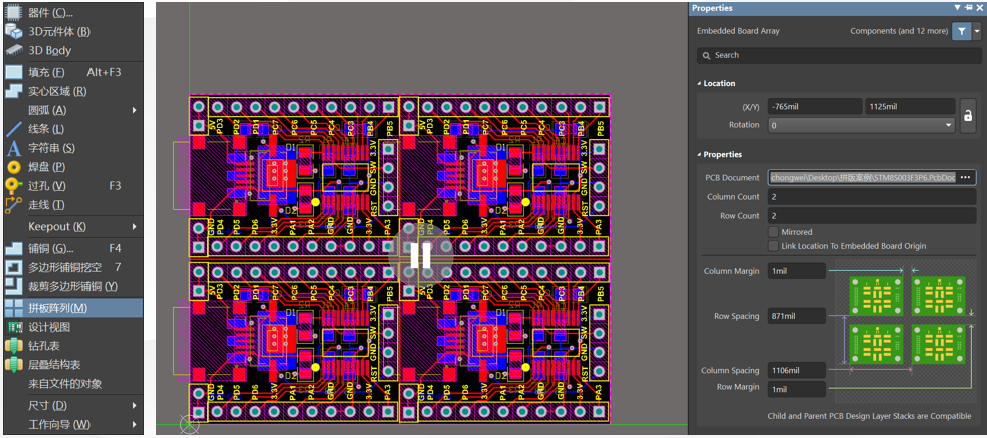 器件 (C)...
3D元件体 (B)
3D Body
填充 (F) Alt+F3
实心区域 (R)
圆弧 (A)
线条 (L)
字符串 (S)
焊盘 (P)
过孔 (V) F3
走线 (T)
Keepout (K)
铺铜 (G)... F4
多边形铺铜挖空 7
裁剪多边形铺铜 (Y)
拼板阵列(M)
设计视图
钻孔表
层叠结构表
来自文件的对象
尺寸 (D)
工作向导 (W)
5V PD3 PD2 PD1 PC7 PC6 PC5 PC4 PC3 PB4 PB5
3.3V
SW
GND
RST
D1
GND PD4 PD5 PD6 PA1 PA2 GND GND 3.3V 3.3V PA3
Properties
Embedded Board Array Components (and 12 more)
Search
Location
(X/Y) -765mil 1125mil
Rotation 0
Properties
PCB Document chongwei\Desktop\拼版案例\STM8S003F3P6.PcbDoc ...
Column Count 2
Row Count 2
Mirrored
Link Location To Embedded Board Origin
Column Margin 1mil
Row Spacing 871mil
Column Spacing 1106mil
Row Margin 1mil
Child and Parent PCB Design Layer Stacks are Compatible